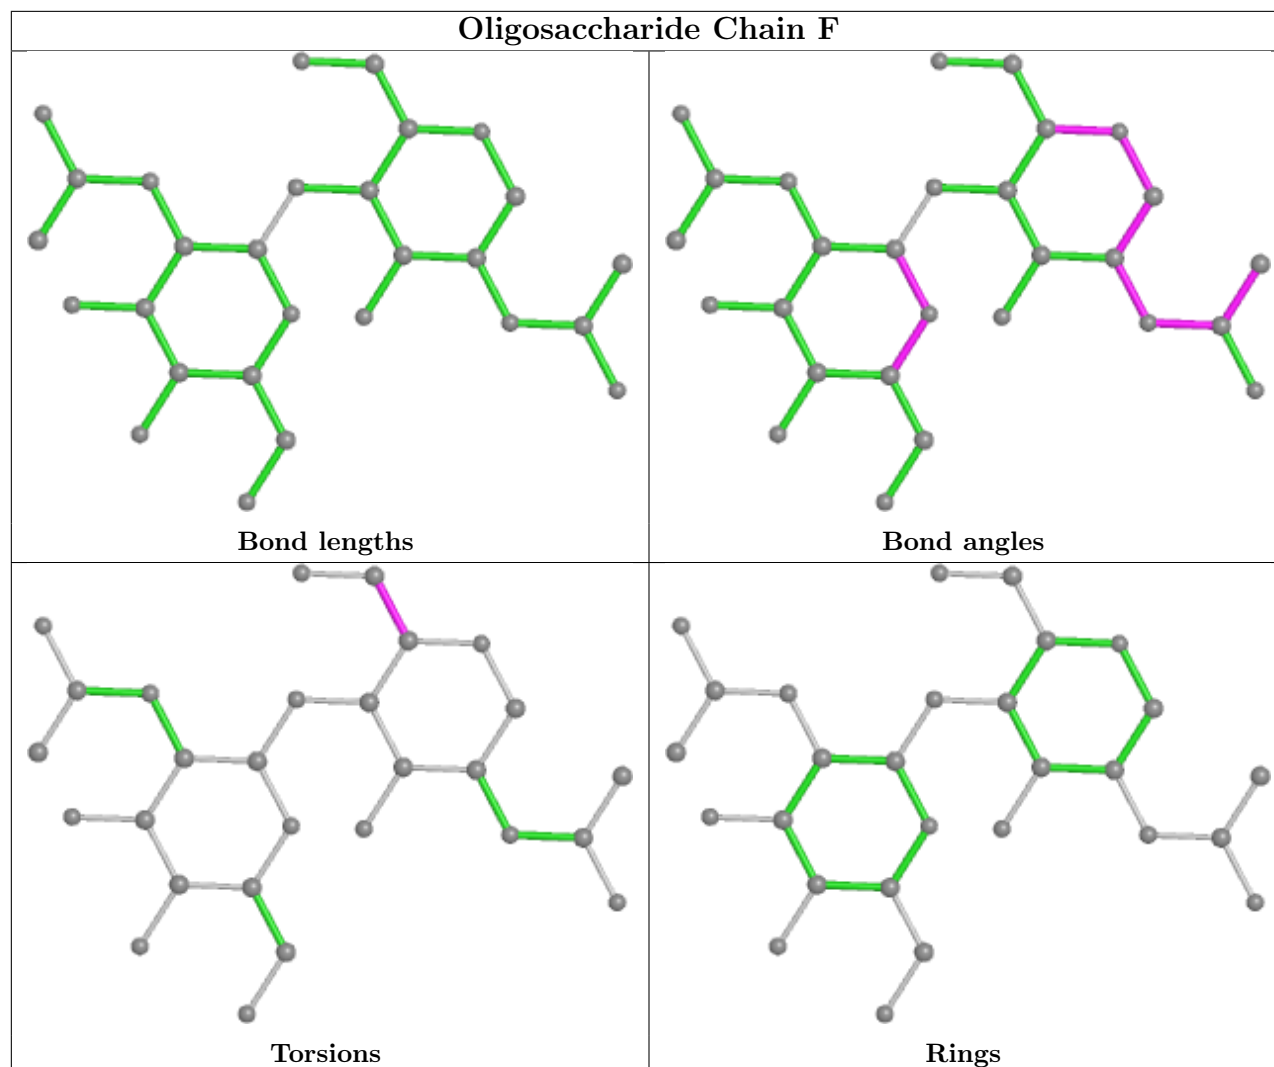 Oligosaccharide Chain F
Bond lengths
Bond angles
Torsions
Rings